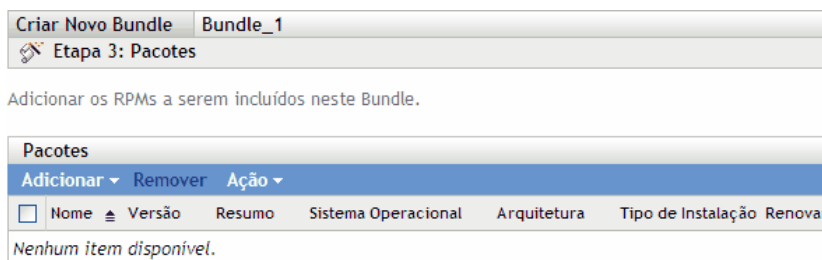 Criar Novo Bundle Bundle_1
Etapa 3: Pacotes
Adicionar os RPMs a serem incluídos neste Bundle.
Pacotes
Adicionar Remover Ação
Nome Versão Resumo Sistema Operacional Arquitetura Tipo de Instalação Renova
Nenhum item disponível.